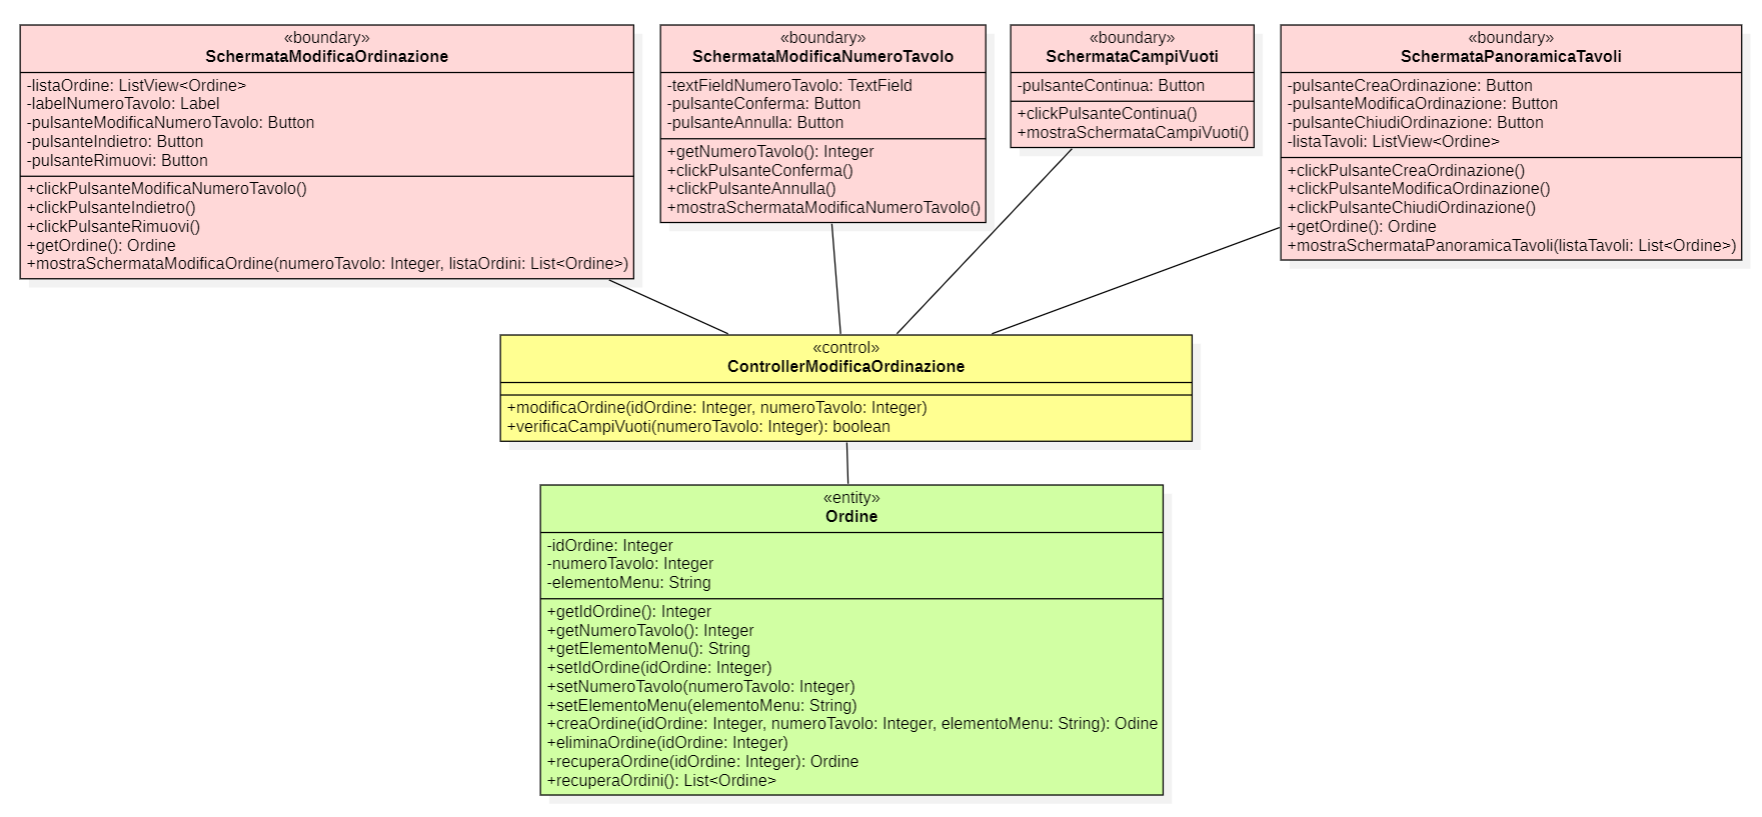 «boundary»
SchermataModificaOrdinazione
-listaOrdine: ListView<Ordine>
-labelNumeroTavolo: Label
-pulsanteModificaNumeroTavolo: Button
-pulsanteIndietro: Button
-pulsanteRimuovi: Button
+clickPulsanteModificaNumeroTavolo()
+clickPulsanteIndietro()
+clickPulsanteRimuovi()
+getOrdine(): Ordine
+mostraSchermataModificaOrdine(numeroTavolo: Integer, listaOrdini: List<Ordine>)
«boundary»
SchermataModificaNumeroTavolo
-textFieldNumeroTavolo: TextField
-pulsanteConferma: Button
-pulsanteAnnulla: Button
+getNumeroTavolo(): Integer
+clickPulsanteConferma()
+clickPulsanteAnnulla()
+mostraSchermataModificaNumeroTavolo()
«boundary»
SchermataCampiVuoti
-pulsanteContinua: Button
+clickPulsanteContinua()
+mostraSchermataCampiVuoti()
«boundary»
SchermataPanoramicaTavoli
-pulsanteCreaOrdinazione: Button
-pulsanteModificaOrdinazione: Button
-pulsanteChiudiOrdinazione: Button
-listaTavoli: ListView<Ordine>
+clickPulsanteCreaOrdinazione()
+clickPulsanteModificaOrdinazione()
+clickPulsanteChiudiOrdinazione()
+getOrdine(): Ordine
+mostraSchermataPanoramicaTavoli(listaTavoli: List<Ordine>)
«control»
ControllerModificaOrdinazione
+modificaOrdine(idOrdine: Integer, numeroTavolo: Integer)
+verificaCampiVuoti(numeroTavolo: Integer): boolean
«entity»
Ordine
-idOrdine: Integer
-numeroTavolo: Integer
-elementoMenu: String
+getIdOrdine(): Integer
+getNumeroTavolo(): Integer
+getElementoMenu(): String
+setIdOrdine(idOrdine: Integer)
+setNumeroTavolo(numeroTavolo: Integer)
+setElementoMenu(elementoMenu: String)
+creaOrdine(idOrdine: Integer, numeroTavolo: Integer, elementoMenu: String): Odine
+eliminaOrdine(idOrdine: Integer)
+recuperaOrdine(idOrdine: Integer): Ordine
+recuperaOrdini(): List<Ordine>